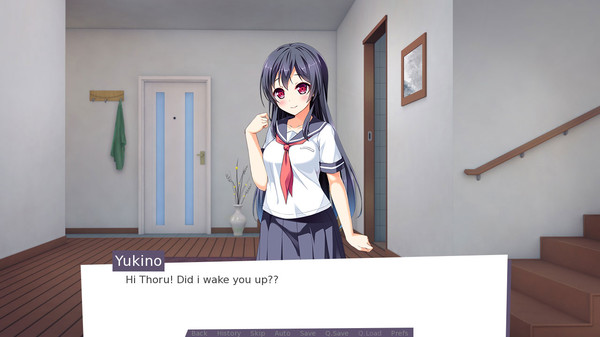 Yukino
Hi Thoru! Did i wake you up??
Back History Skip Auto Save Q.Save Q.Load Prefs